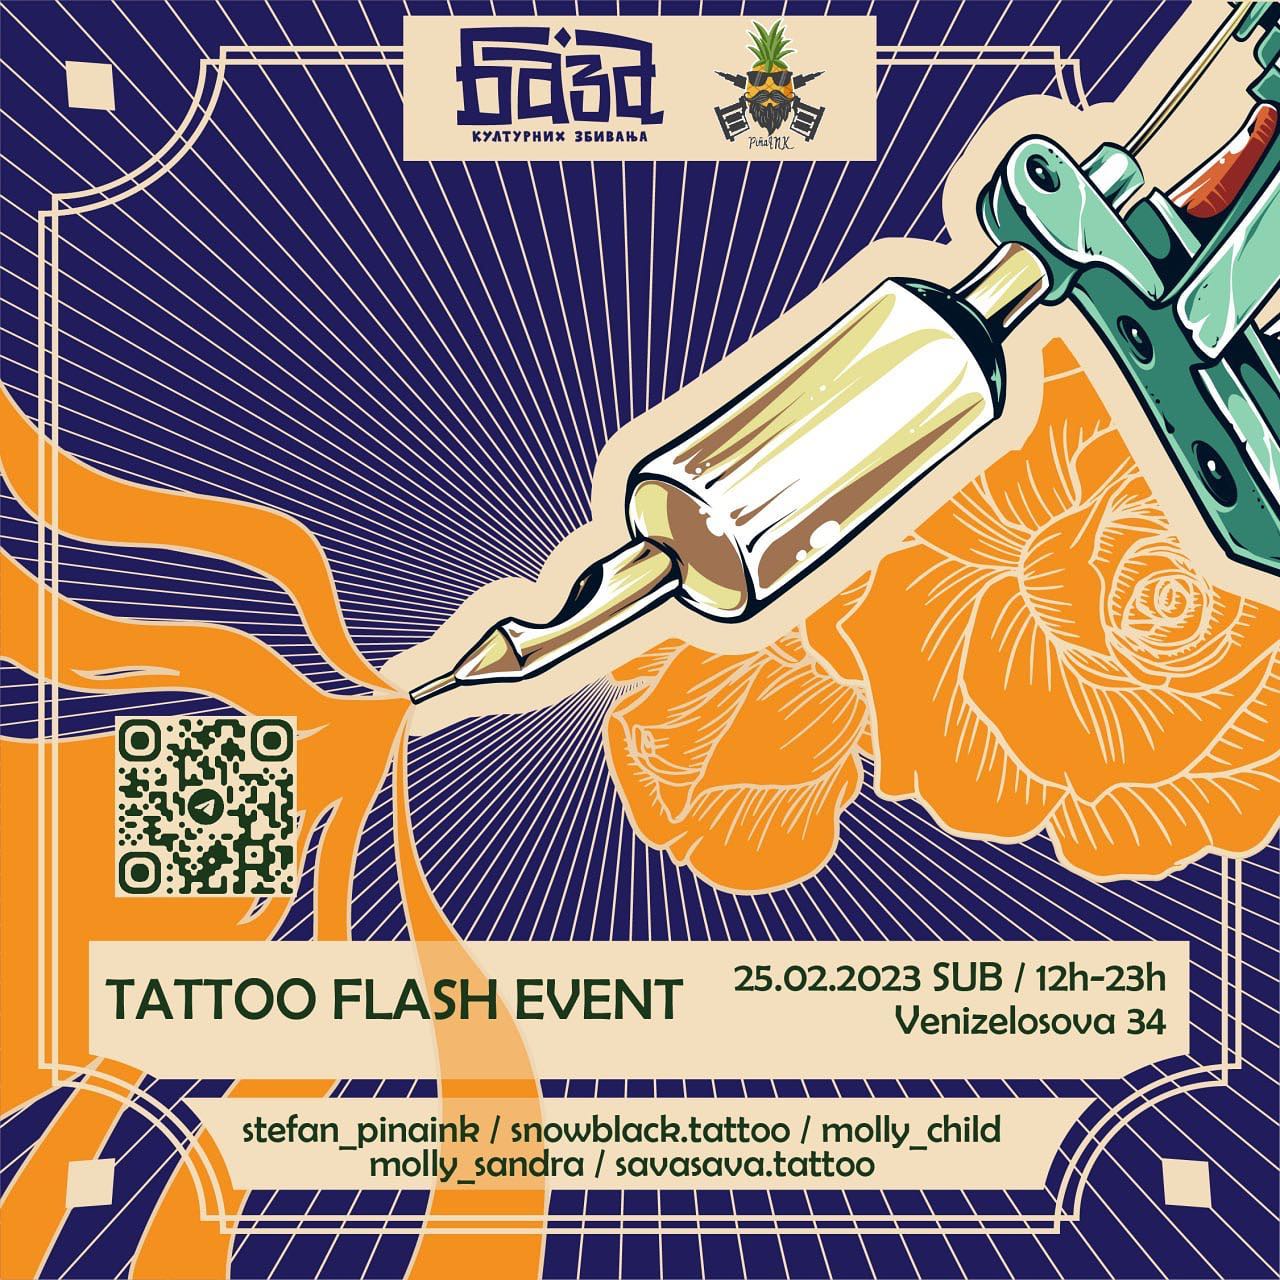 база
културних збивања
PiñaINK
TATTOO FLASH EVENT
25.02.2023 SUB / 12h-23h
Venizelosova 34
stefan_pinaink / snowblack.tattoo / molly_child
molly_sandra / savasava.tattoo